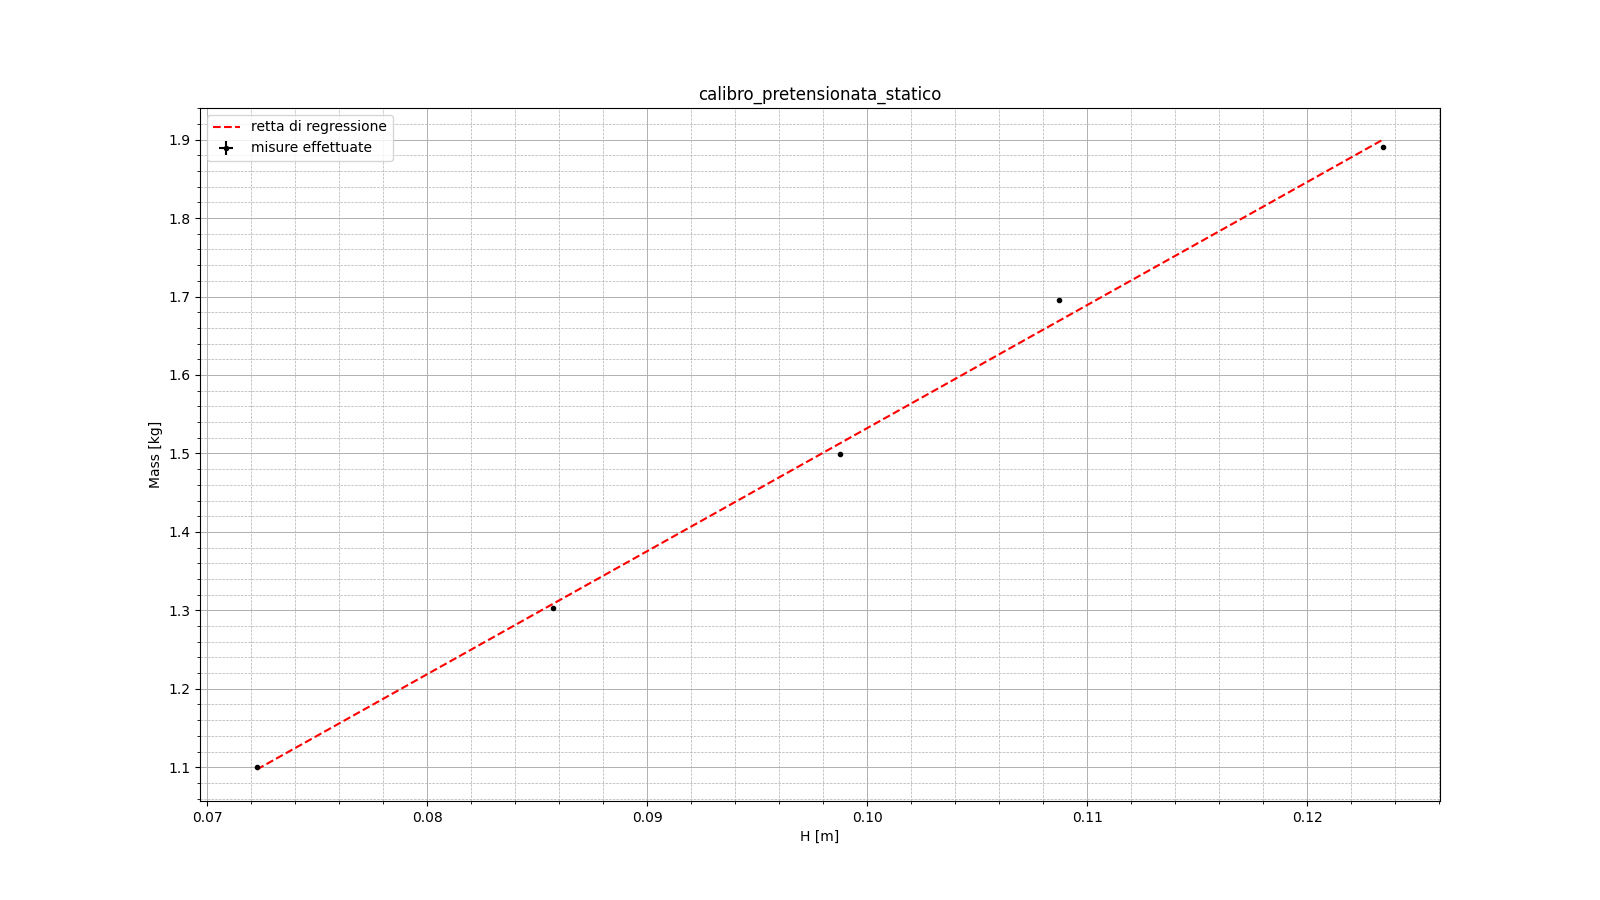 calibro_pretensionata_statico
retta di regressione
misure effettuate
1.9
1.8
1.7
1.6
1.5
1.4
1.3
1.2
1.1
Mass [kg]
0.07 0.08 0.09 0.10 0.11 0.12
H [m]